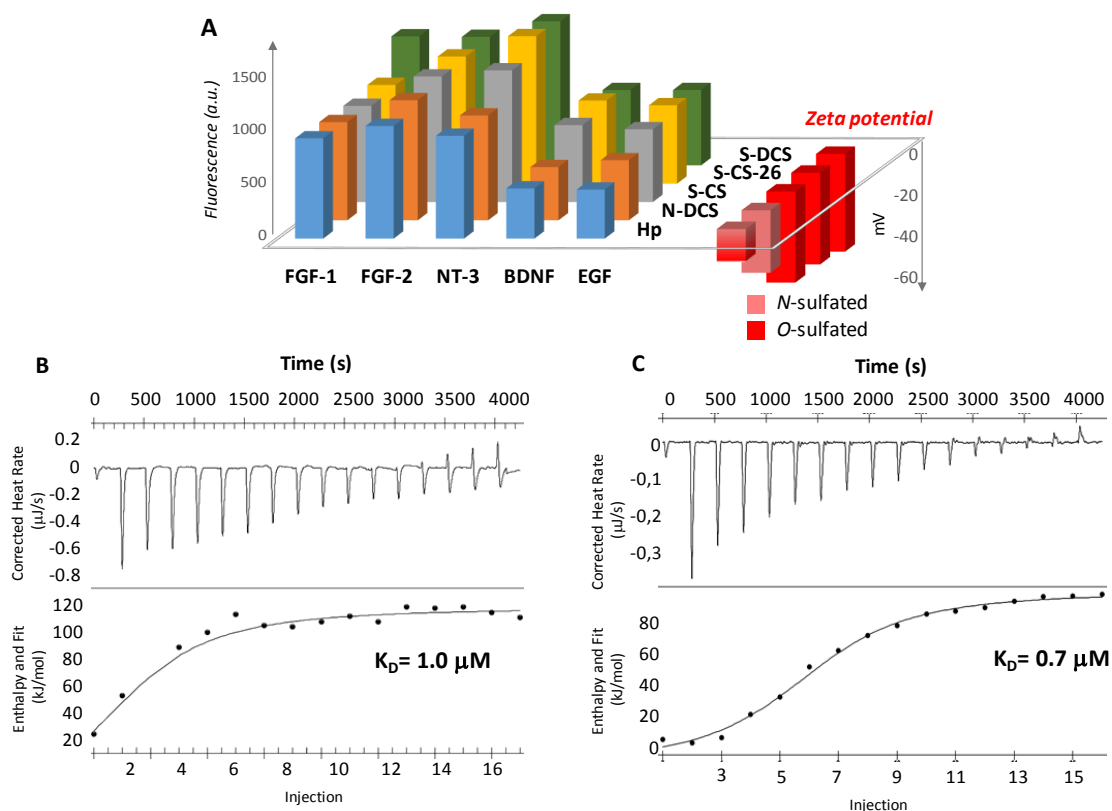 A
Fluorescence (a.u.)
1500
1000
500
0
FGF-1 FGF-2 NT-3 BDNF EGF
Hp
N-DCS
S-CS
S-CS-26
S-DCS
Zeta potential
0
-20
-40
-60
mV
N-sulfated
O-sulfated
B
Time (s)
0 500 1000 1500 2000 2500 3000 3500 4000
Corrected Heat Rate
(μJ/s)
0.2
0
-0.2
-0.4
-0.6
-0.8
Enthalpy and Fit
(kJ/mol)
120
100
80
60
40
20
K_D= 1.0 μM
2 4 6 8 10 12 14 16
Injection
C
Time (s)
0 500 1000 1500 2000 2500 3000 3500 4000
Corrected Heat Rate
(μJ/s)
0
-0,1
-0,2
-0,3
Enthalpy and Fit
(kJ/mol)
80
60
40
20
0
K_D= 0.7 μM
3 5 7 9 11 13 15
Injection